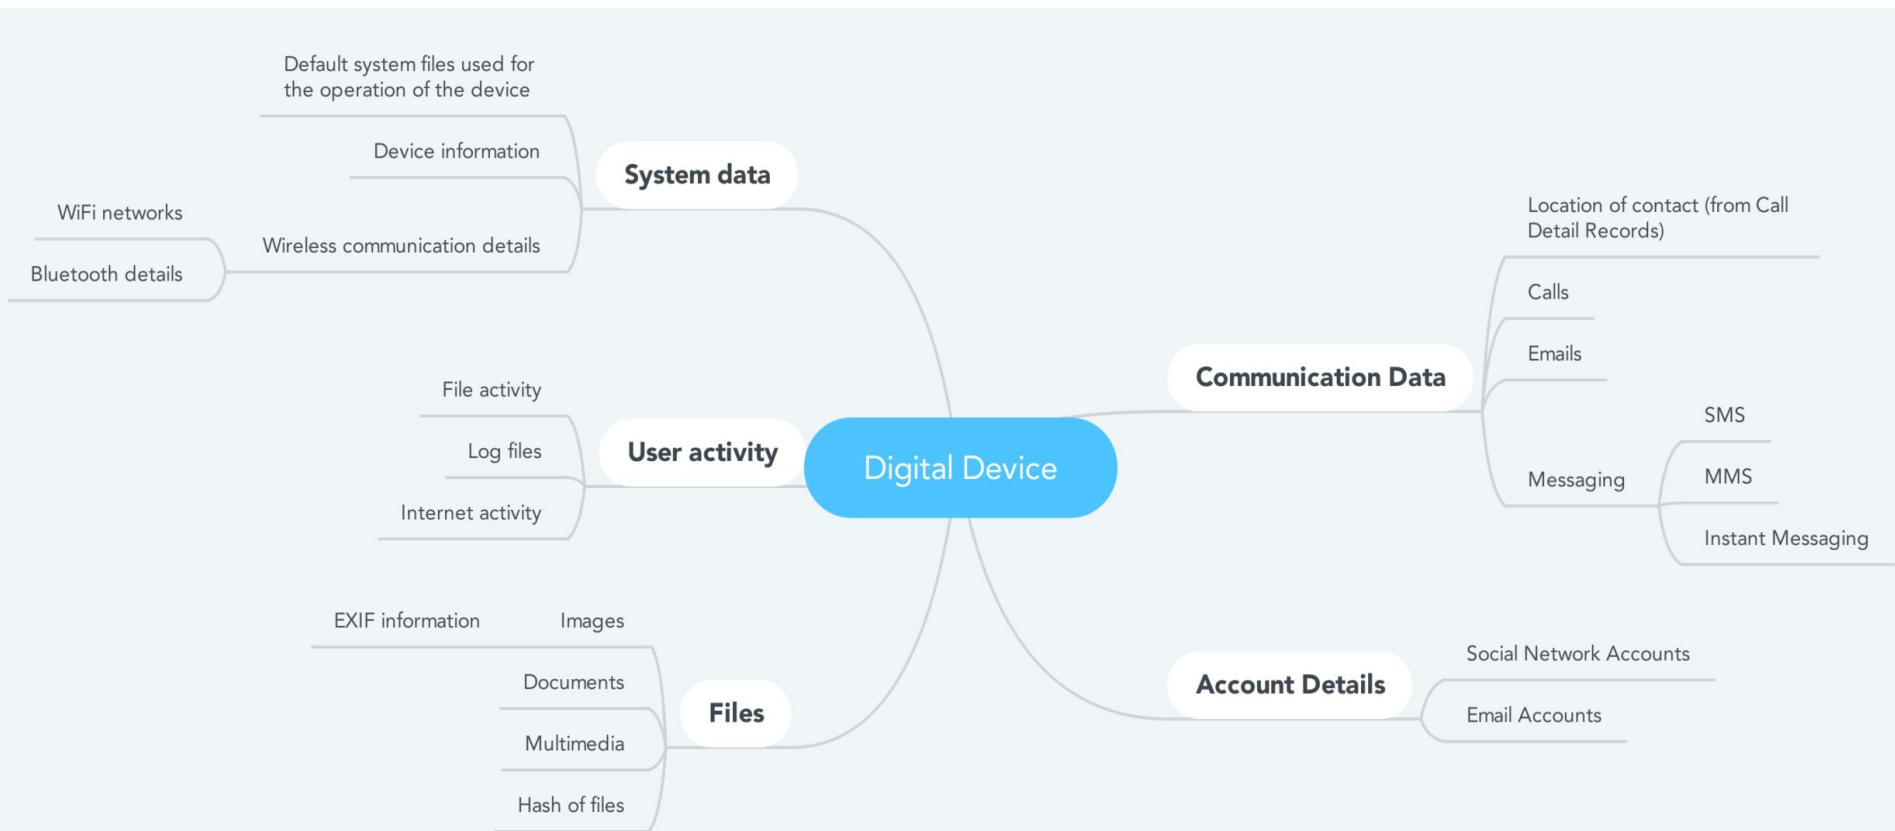 Default system files used for
the operation of the device
Device information
System data
WiFi networks
Wireless communication details
Bluetooth details
File activity
Log files
User activity
Internet activity
EXIF information
Images
Documents
Files
Multimedia
Hash of files
Digital Device
Location of contact (from Call
Detail Records)
Calls
Emails
Communication Data
SMS
Messaging
MMS
Instant Messaging
Social Network Accounts
Account Details
Email Accounts